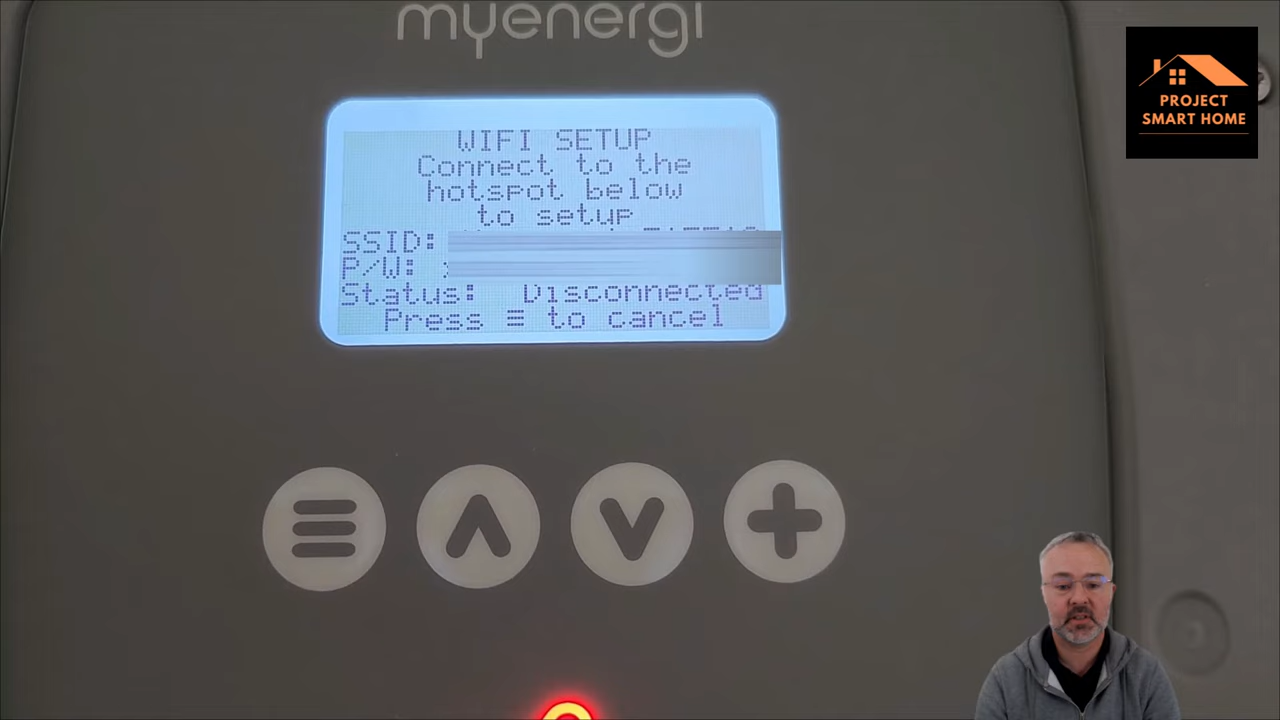 myenergi
PROJECT
SMART HOME
WIFI SETUP
Connect to the
hotspot below
to setup
SSID:
P/W:
Status: Disconnected
Press ≡ to cancel